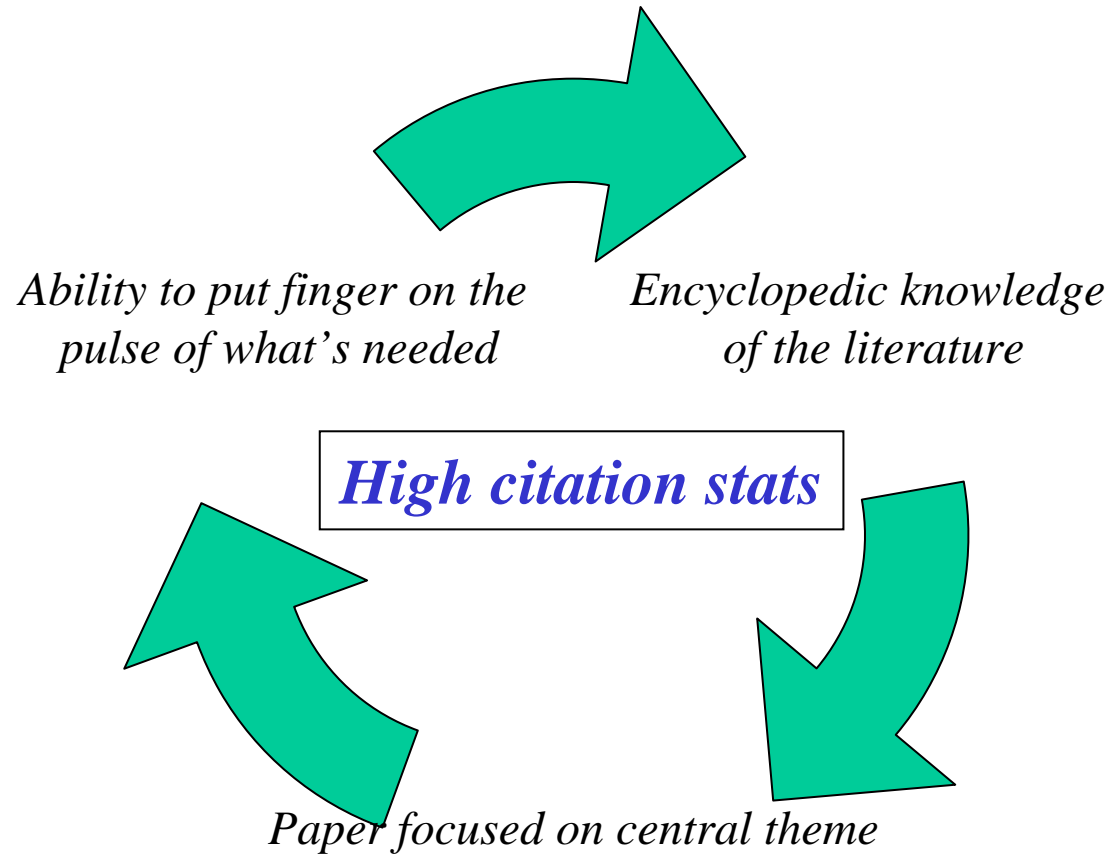 Ability to put finger on the
pulse of what’s needed
Encyclopedic knowledge
of the literature
High citation stats
Paper focused on central theme